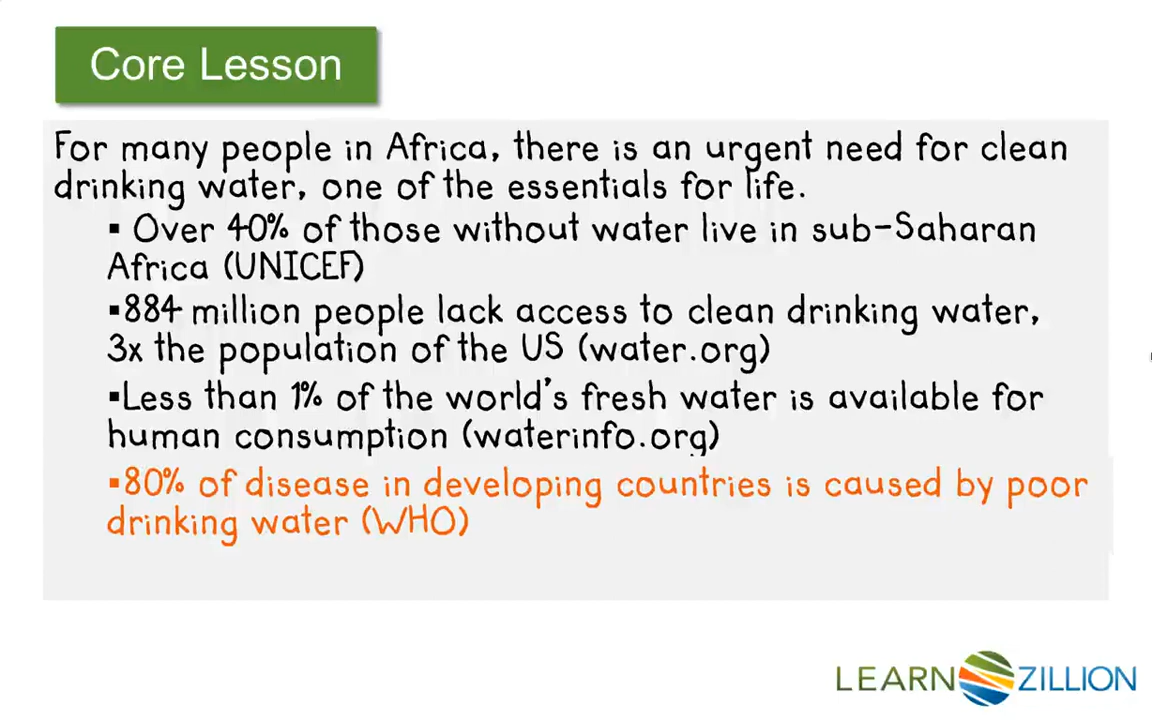 Core Lesson
For many people in Africa, there is an urgent need for clean
drinking water, one of the essentials for life.
▪ Over 40% of those without water live in sub-Saharan
Africa (UNICEF)
▪884 million people lack access to clean drinking water,
3x the population of the US (water.org)
▪Less than 1% of the world's fresh water is available for
human consumption (waterinfo.org)
▪80% of disease in developing countries is caused by poor
drinking water (WHO)
LEARN ZILLION